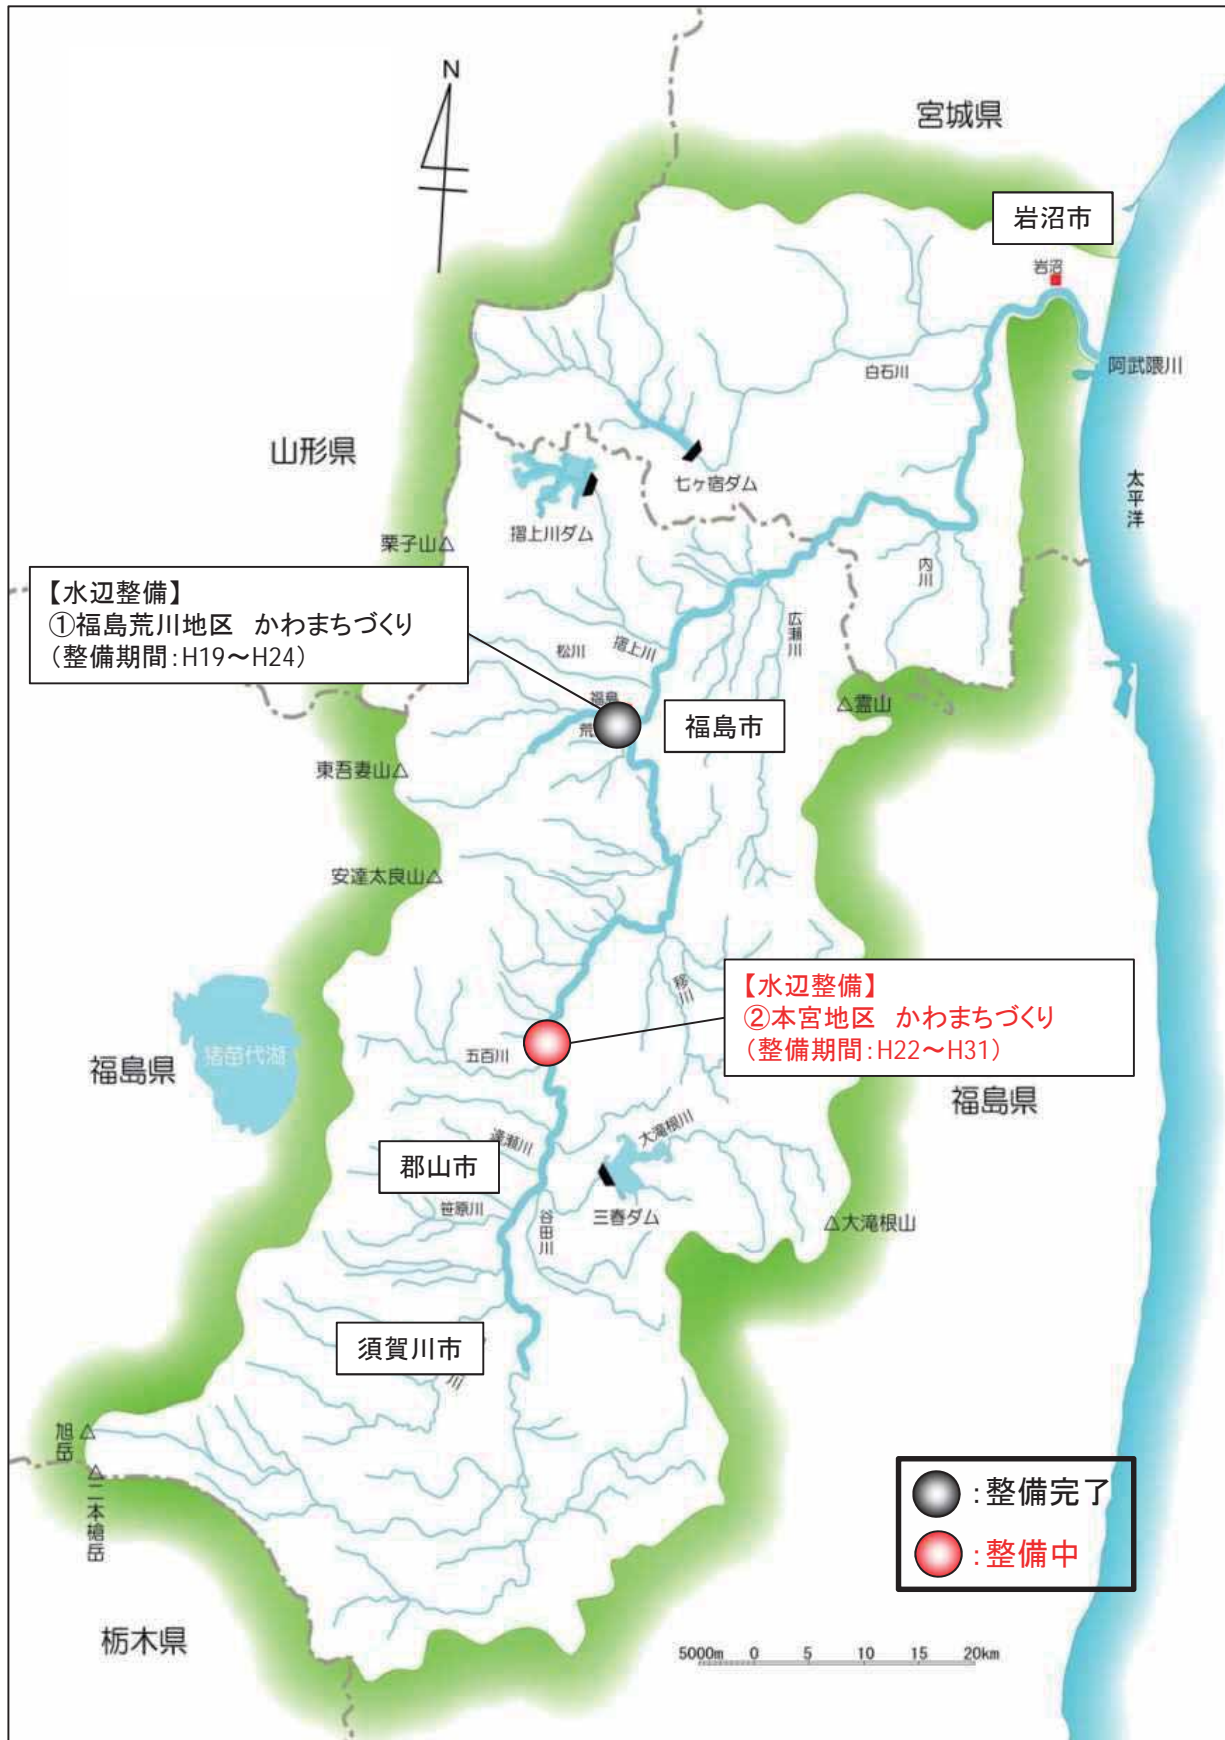 N
宮城県
岩沼市
岩沼
阿武隈川
白石川
山形県
太平洋
七ヶ宿ダム
摺上川ダム
栗子山△
内川
【水辺整備】
①福島荒川地区 かわまちづくり
（整備期間：H19～H24）
広瀬川
摺上川
松川
福島
△霊山
福島市
荒
東吾妻山△
安達太良山△
【水辺整備】
②本宮地区 かわまちづくり
（整備期間：H22～H31）
移川
五百川
猪苗代湖
福島県
福島県
大滝根川
逢瀬川
郡山市
笹原川
谷田川
三春ダム
△大滝根山
須賀川市
川
旭岳△
△二本槍岳
●：整備完了
●：整備中
栃木県
5000m 0 5 10 15 20km